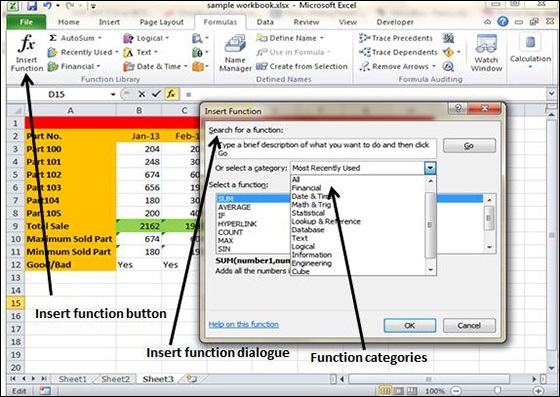 sample workbook.xlsx - Microsoft Excel
File Home Insert Page Layout Formulas Data Review View
fx Insert Function
Σ AutoSum
Recently Used
Financial
Logical
Text
Date & Time
Function Library
Name Manager
Define Name
Use in Formula
Create from Selection
Defined Names
Trace Precedents
Trace Dependents
Remove Arrows
Formula Auditing
Watch Window
Calculation
D15 fx =
A B C
1
2 Part No. Jan-13 Feb-1
3 Part 100 204 20
4 Part 101 248 30
5 Part 102 674 60
6 Part 103 656 19
7 Part104 180 30
8 Part 105 200 40
9 Total Sale 2162 19
10 Maximum Sold Part 674 60
11 Minimum Sold Part 180 19
12 Good/Bad Yes Yes
13
14
15
16
17
18
19
20
Insert Function
Search for a function:
Type a brief description of what you want to do and then click Go
Go
Or select a category: Most Recently Used
All
Financial
Date & Time
Math & Trig
Statistical
Lookup & Reference
Database
Text
Logical
Information
Engineering
Cube
Select a function:
SUM
AVERAGE
IF
HYPERLINK
COUNT
MAX
SIN
SUM(number1,num
Adds all the numbers i
Help on this function
OK Cancel
Insert function button
Insert function dialogue
Function categories
Sheet1 Sheet2 Sheet3
Edit 100%